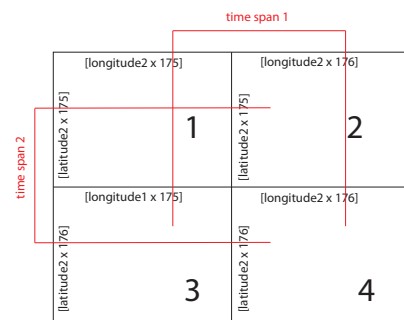 time span 1
[longitude2 x 175]
[longitude2 x 176]
time span 2
[latitude2 x 175]
1
[latitude2 x 175]
2
[longitude1 x 175]
[longitude2 x 176]
[latitude2 x 176]
3
[latitude2 x 176]
4